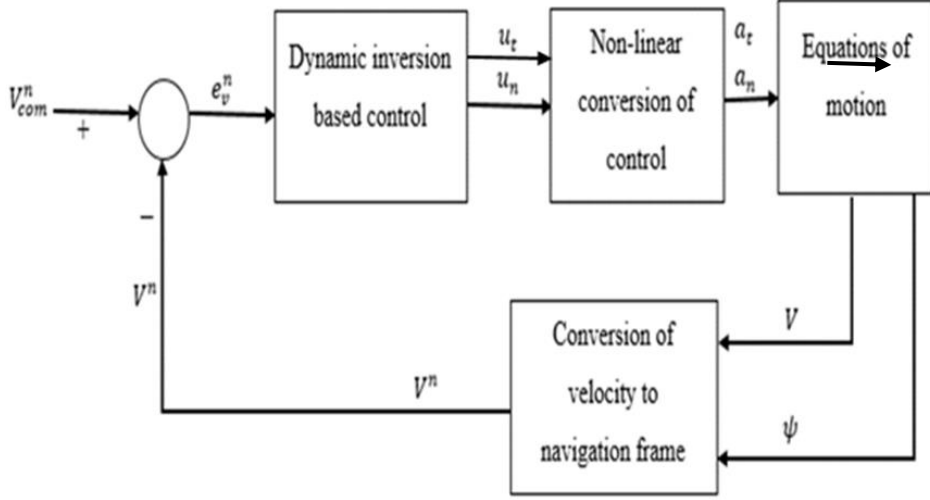 V^n_com
+
e^n_v
Dynamic inversion
based control
u_t
u_n
Non-linear
conversion of
control
a_t
a_n
Equations of
motion
−
V^n
V^n
Conversion of
velocity to
navigation frame
V
ψ